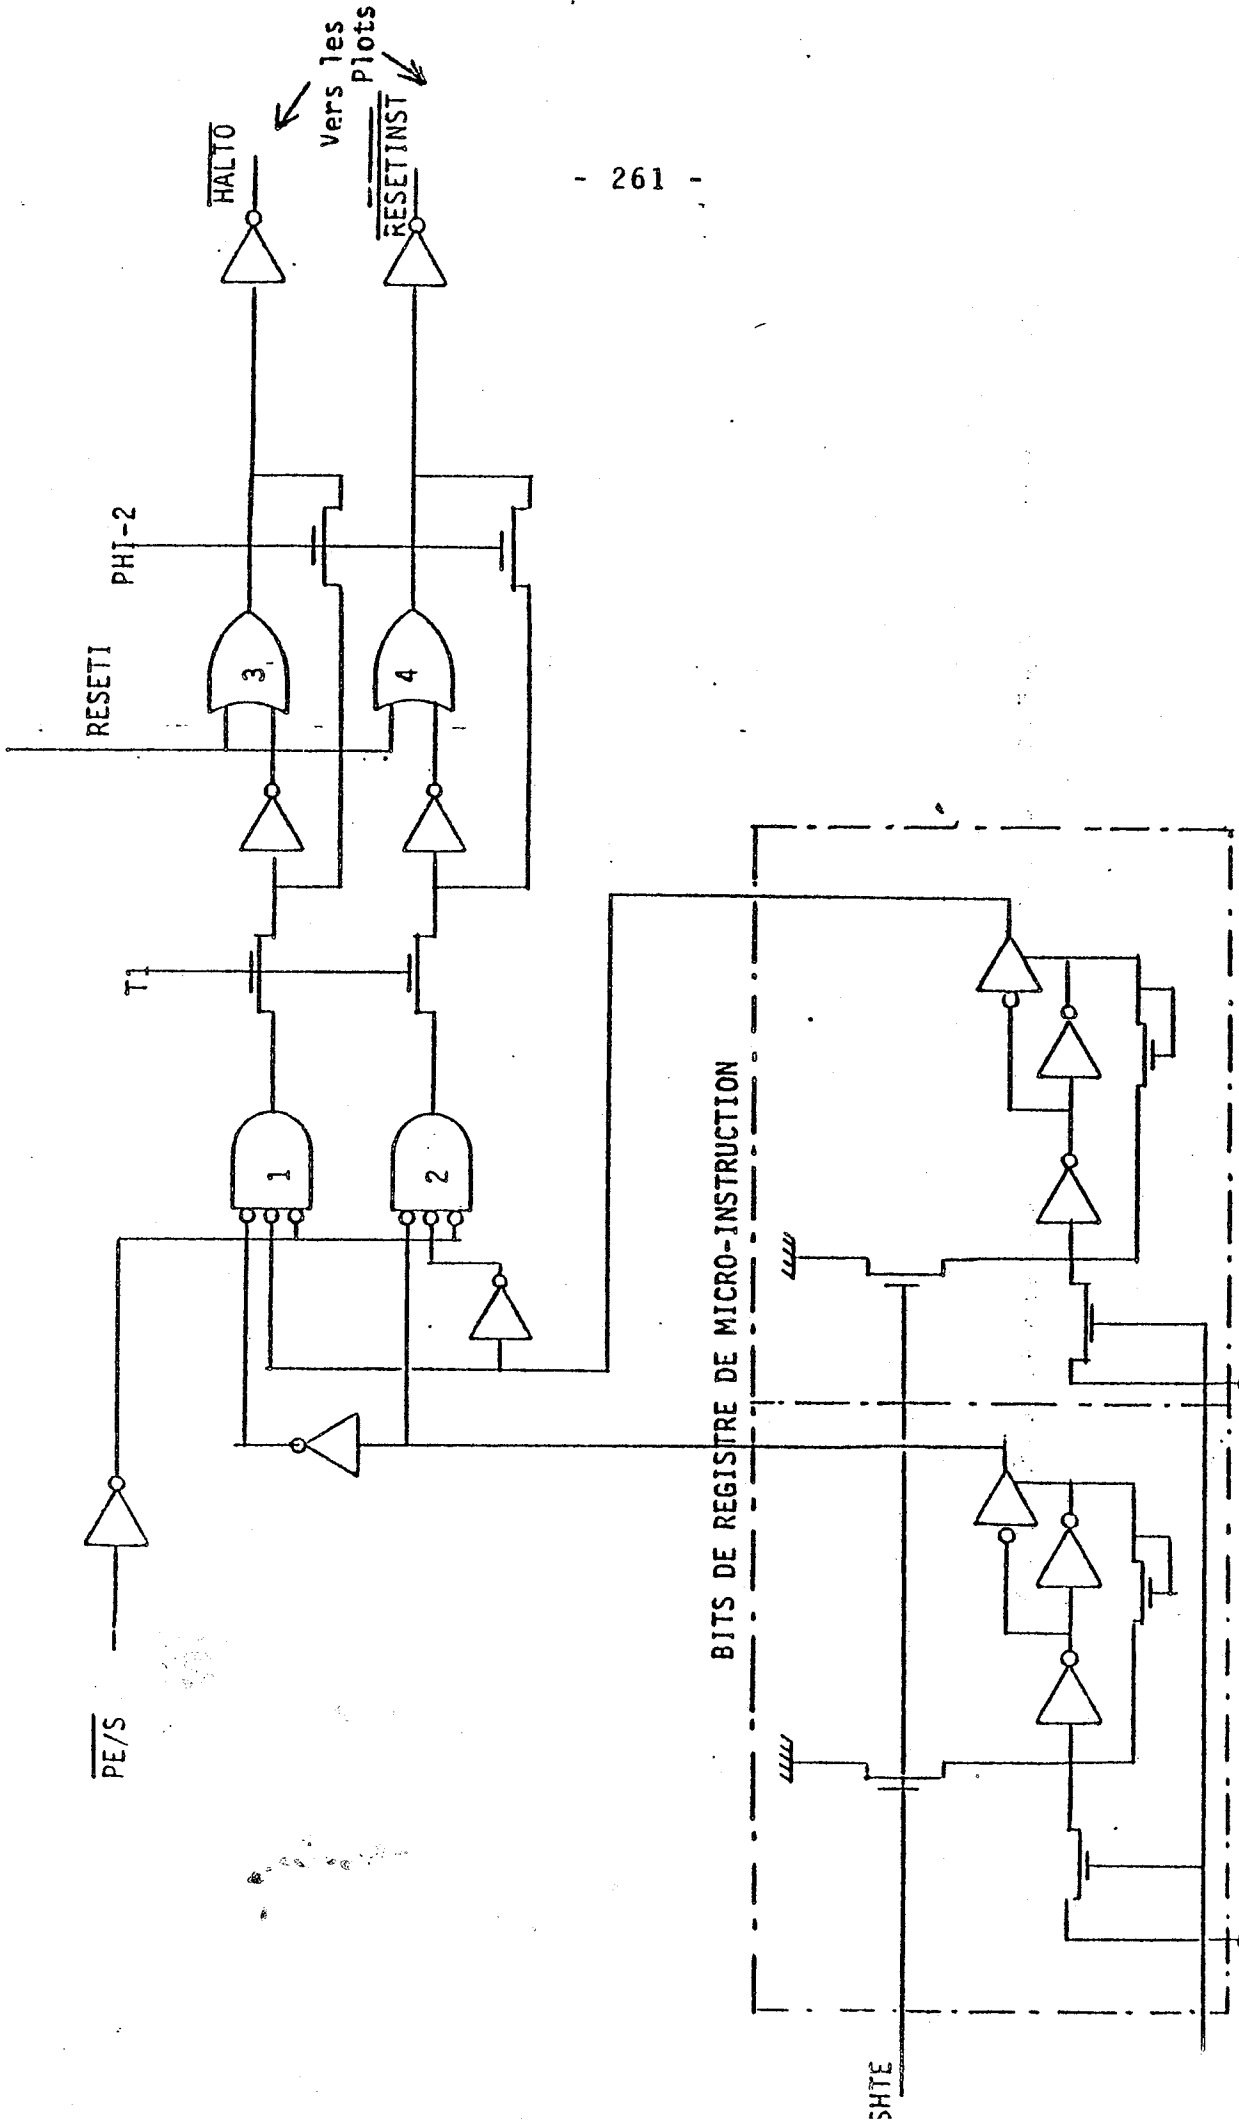 - 261 -
HALTO
Vers les
Plots
RESETINST
PHI-2
RESETI
3
4
T1
1
2
PE/S
BITS DE REGISTRE DE MICRO-INSTRUCTION
SHTE